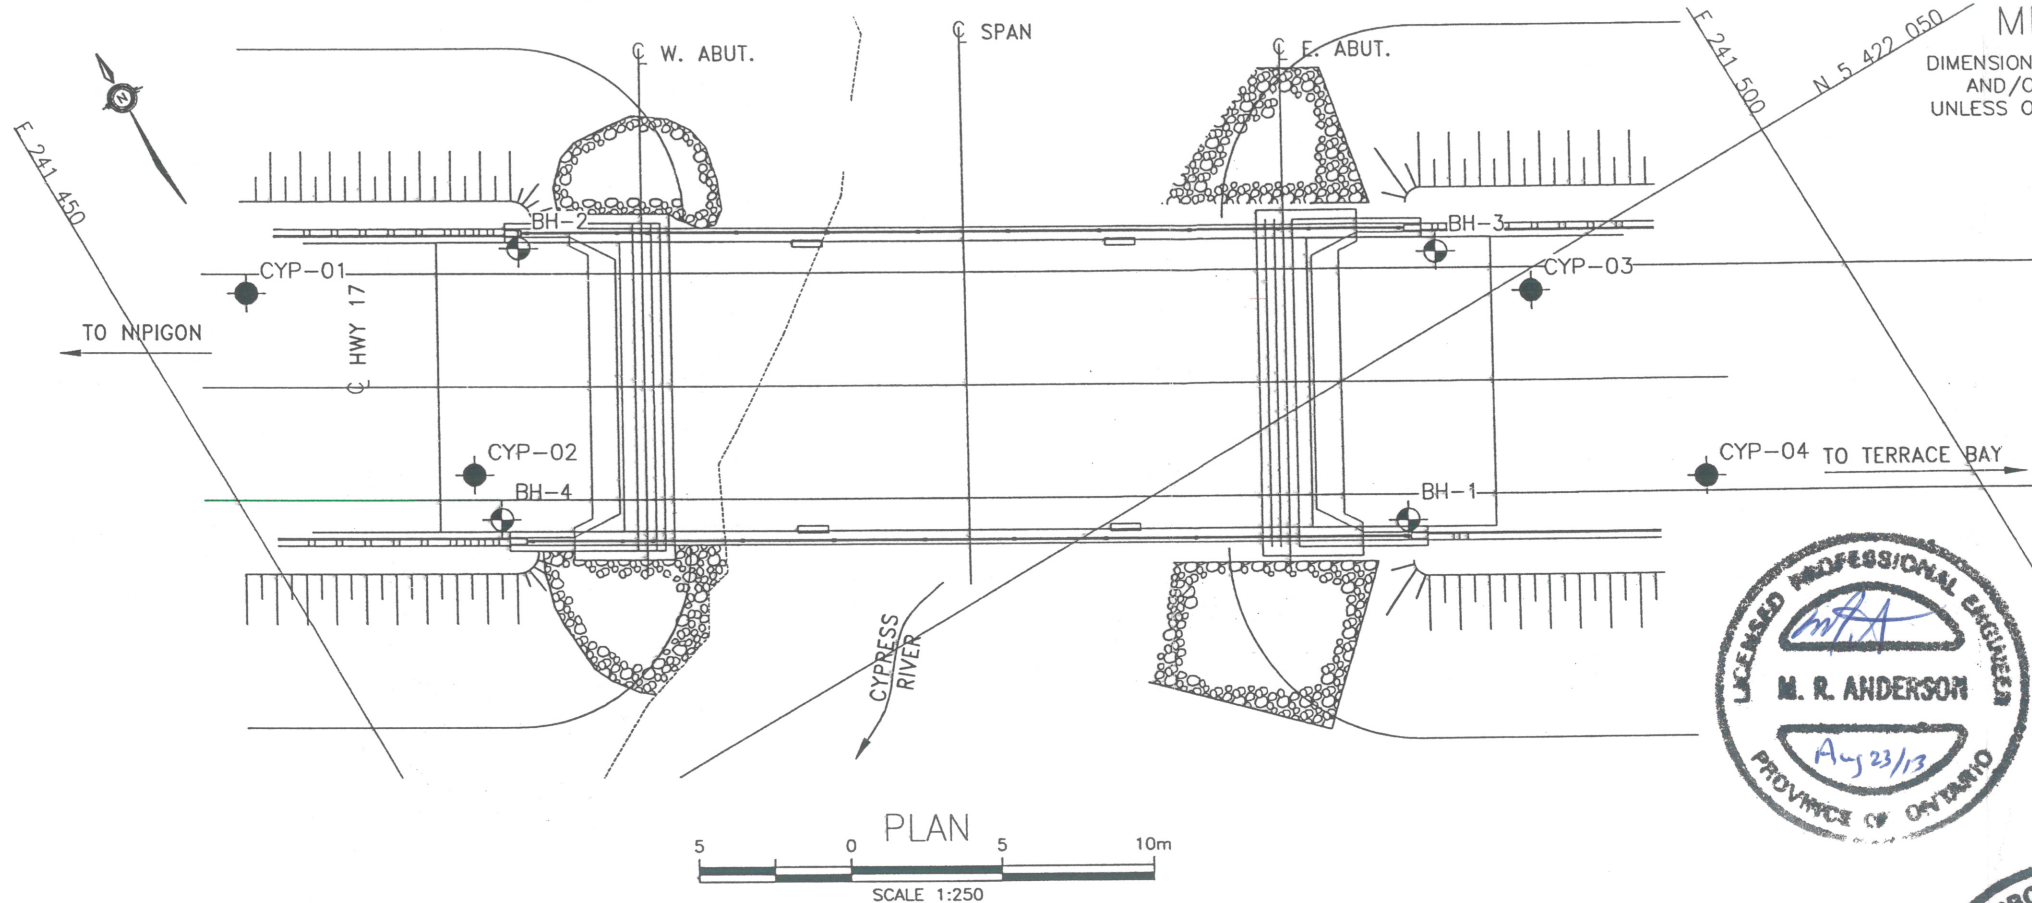 ℄ W. ABUT.
℄ SPAN
℄ E. ABUT.
E 241 500
N 5 422 050
DIMENSION
AND/O
UNLESS O
N
E 241 450
BH-2
BH-3
CYP-01
CYP-03
TO NIPIGON
℄ HWY 17
CYP-02
CYP-04
TO TERRACE BAY
BH-4
BH-1
CYPRESS
RIVER
LICENSED PROFESSIONAL ENGINEER
M. R. ANDERSON
Aug 23/13
PROVINCE OF ONTARIO
PLAN
5 0 5 10m
SCALE 1:250